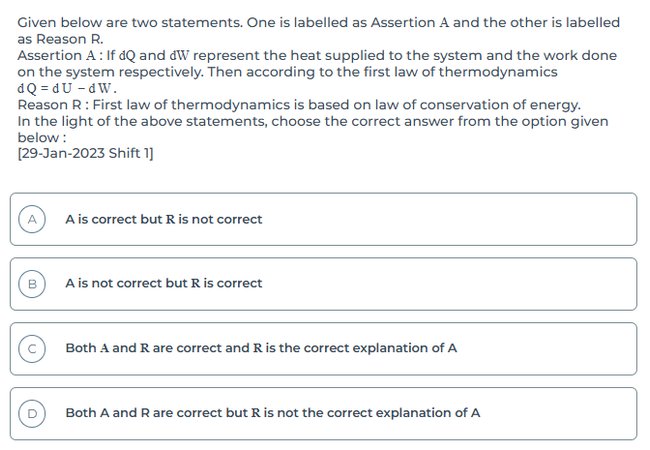 Given below are two statements. One is labelled as Assertion A and the other is labelled
as Reason R.
Assertion A : If dQ and dW represent the heat supplied to the system and the work done
on the system respectively. Then according to the first law of thermodynamics
dQ = dU − dW.
Reason R : First law of thermodynamics is based on law of conservation of energy.
In the light of the above statements, choose the correct answer from the option given
below :
[29-Jan-2023 Shift 1]
A A is correct but R is not correct
B A is not correct but R is correct
C Both A and R are correct and R is the correct explanation of A
D Both A and R are correct but R is not the correct explanation of A